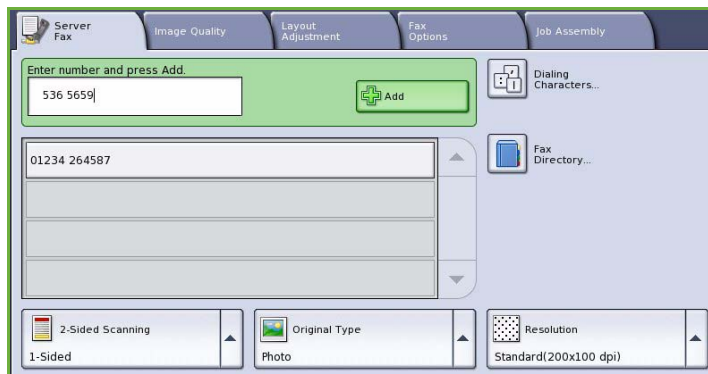 Server
Fax
Image Quality
Layout
Adjustment
Fax
Options
Job Assembly
Enter number and press Add.
536 5659
Add
Dialing
Characters...
01234 264587
Fax
Directory...
2-Sided Scanning
1-Sided
Original Type
Photo
Resolution
Standard(200x100 dpi)